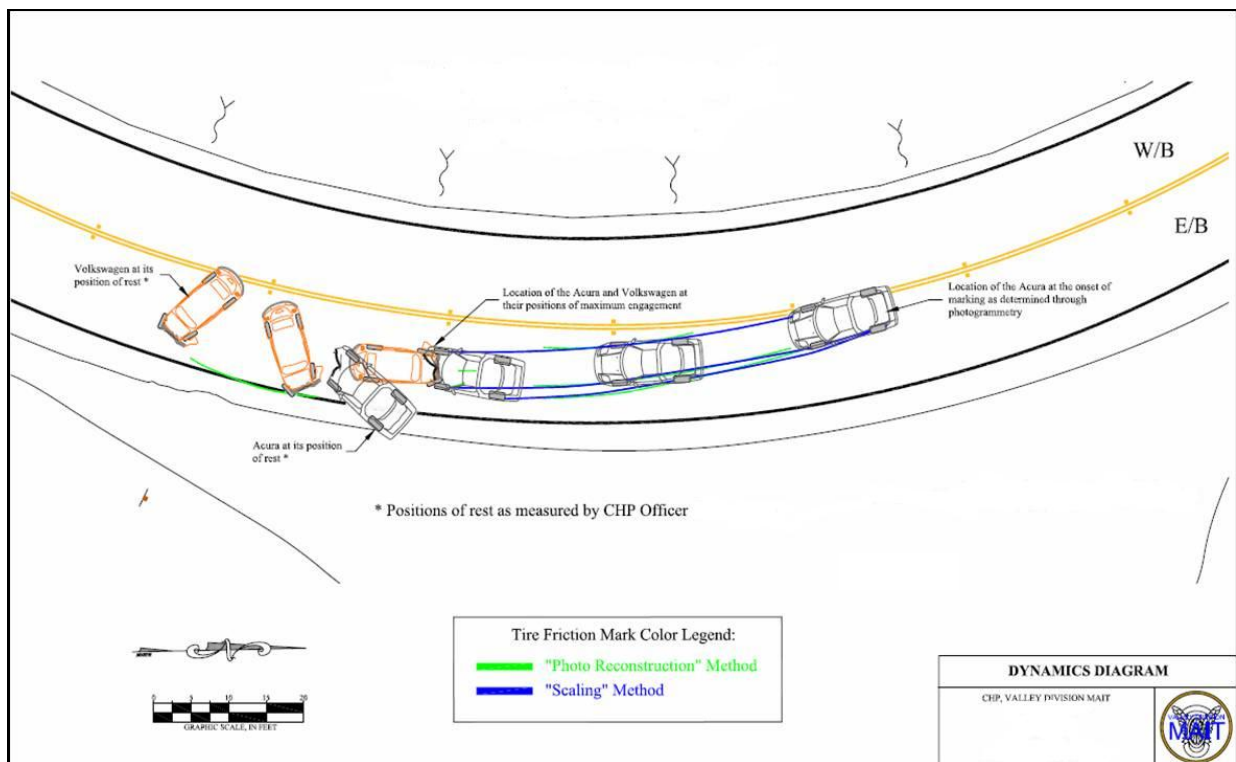 W/B
E/B
Volkswagen at its
position of rest *
Location of the Acura and Volkswagen at
their positions of maximum engagement
Location of the Acura at the onset of
marking as determined through
photogrammetry
Acura at its position
of rest *
* Positions of rest as measured by CHP Officer
Tire Friction Mark Color Legend:
"Photo Reconstruction" Method
"Scaling" Method
0 5 10 15 20
GRAPHIC SCALE, IN FEET
DYNAMICS DIAGRAM
CHP, VALLEY DIVISION MAIT
VALLEY DIVISION
MAIT